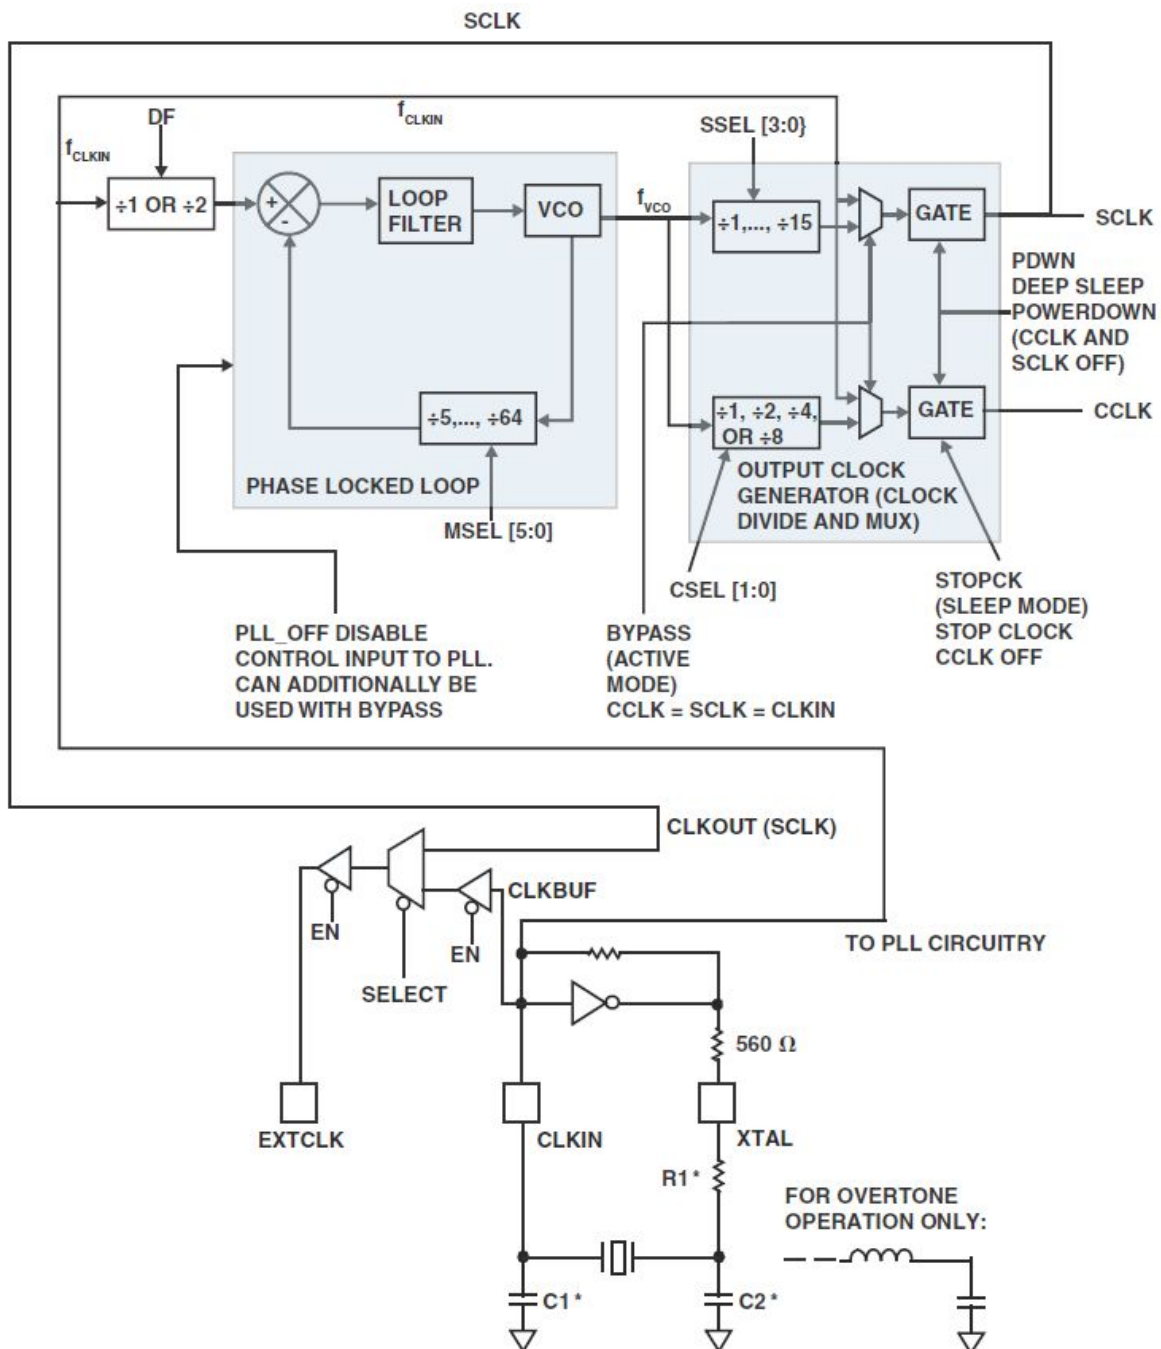 SCLK
DF
fCLKIN
fCLKIN
SSEL [3:0}
÷1 OR ÷2
+
-
LOOP
FILTER
VCO
fVCO
÷1,..., ÷15
GATE
SCLK
PDWN
DEEP SLEEP
POWERDOWN
(CCLK AND
SCLK OFF)
÷5,..., ÷64
÷1, ÷2, ÷4,
OR ÷8
GATE
CCLK
PHASE LOCKED LOOP
OUTPUT CLOCK
GENERATOR (CLOCK
DIVIDE AND MUX)
MSEL [5:0]
CSEL [1:0]
STOPCK
(SLEEP MODE)
STOP CLOCK
CCLK OFF
PLL_OFF DISABLE
CONTROL INPUT TO PLL.
CAN ADDITIONALLY BE
USED WITH BYPASS
BYPASS
(ACTIVE
MODE)
CCLK = SCLK = CLKIN
CLKOUT (SCLK)
CLKBUF
EN
EN
SELECT
TO PLL CIRCUITRY
560 Ω
EXTCLK
CLKIN
XTAL
R1*
FOR OVERTONE
OPERATION ONLY:
C1*
C2*